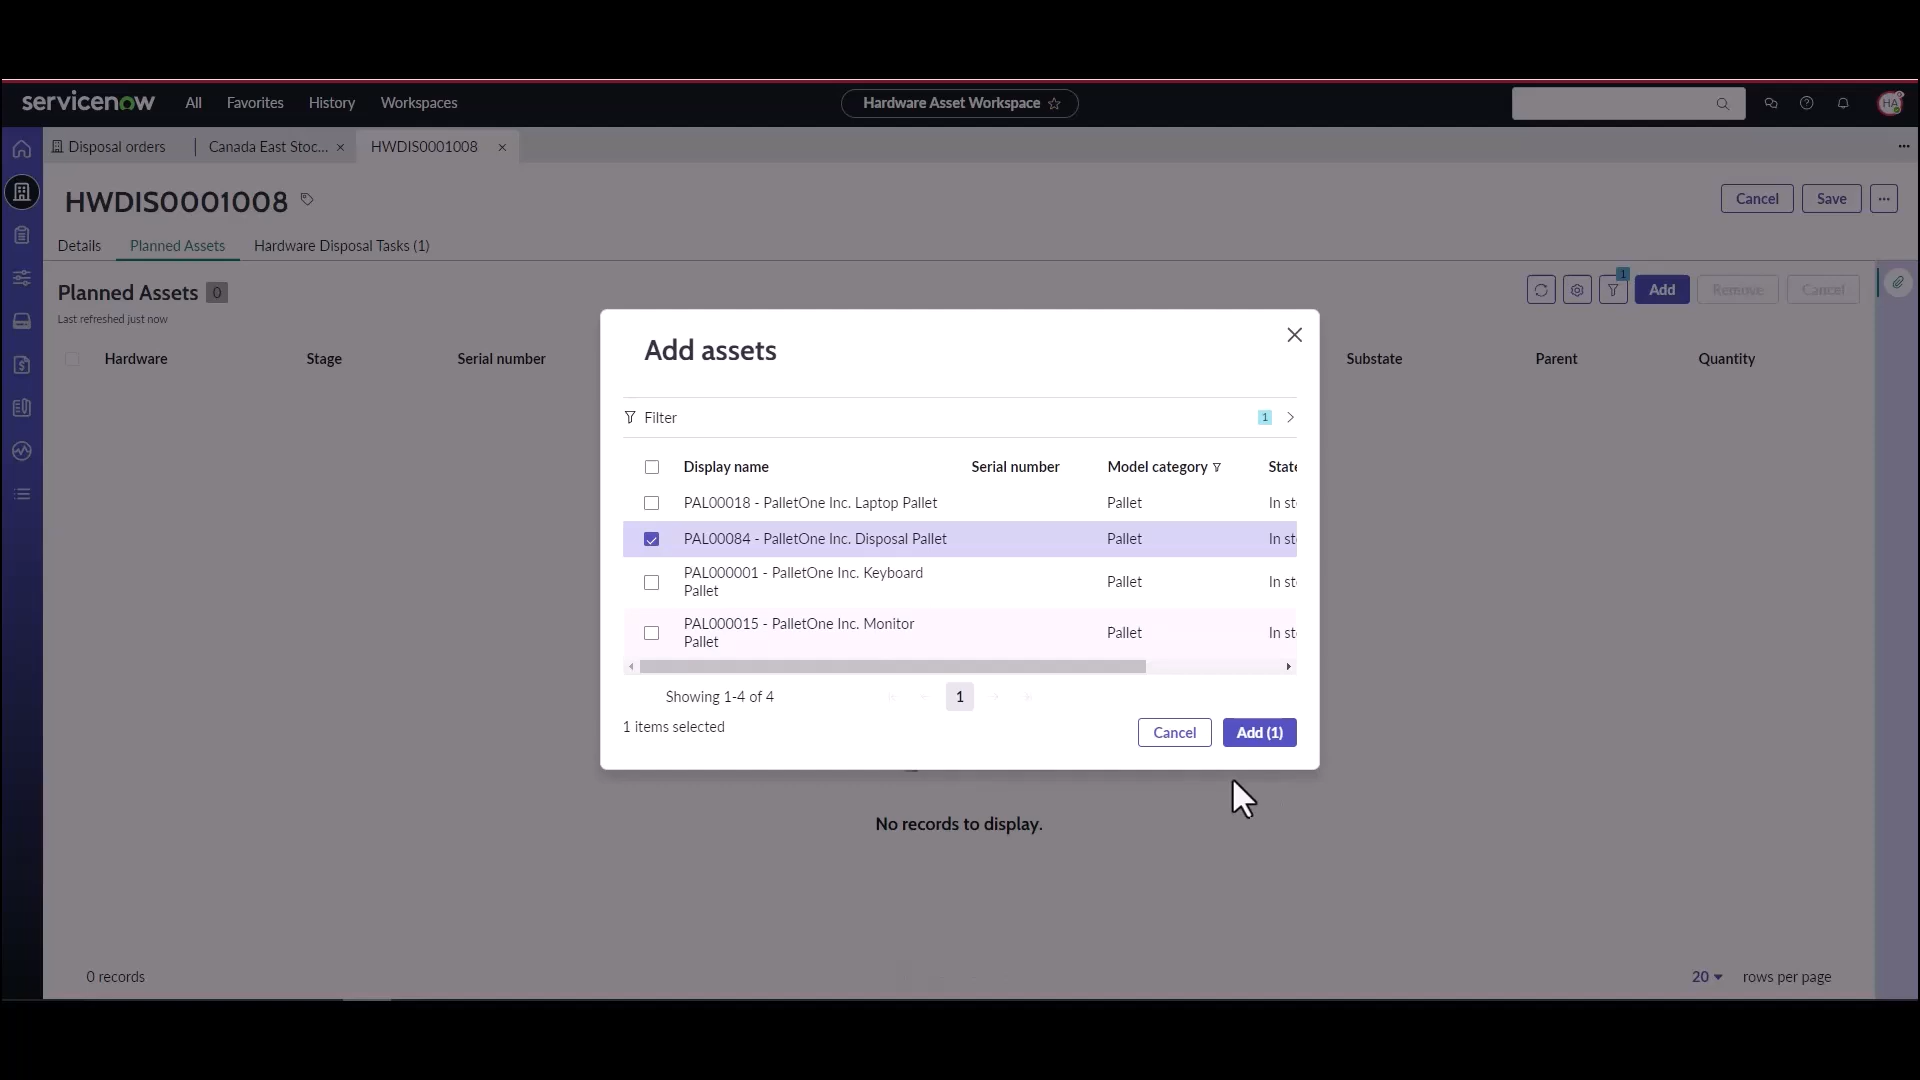 servicenow All Favorites History Workspaces Hardware Asset Workspace HA
Disposal orders Canada East Stoc... HWDIS0001008
HWDIS0001008 Cancel Save
Details Planned Assets Hardware Disposal Tasks (1)
Planned Assets 0 1 Add Remove Cancel
Last refreshed just now
Hardware Stage Serial number Substate Parent Quantity
Add assets
Filter 1
Display name Serial number Model category State
PAL00018 - PalletOne Inc. Laptop Pallet Pallet In st
PAL00084 - PalletOne Inc. Disposal Pallet Pallet In st
PAL000001 - PalletOne Inc. Keyboard
Pallet Pallet In st
PAL000015 - PalletOne Inc. Monitor
Pallet Pallet In st
Showing 1-4 of 4 1
1 items selected
Cancel Add (1)
No records to display.
0 records 20 rows per page